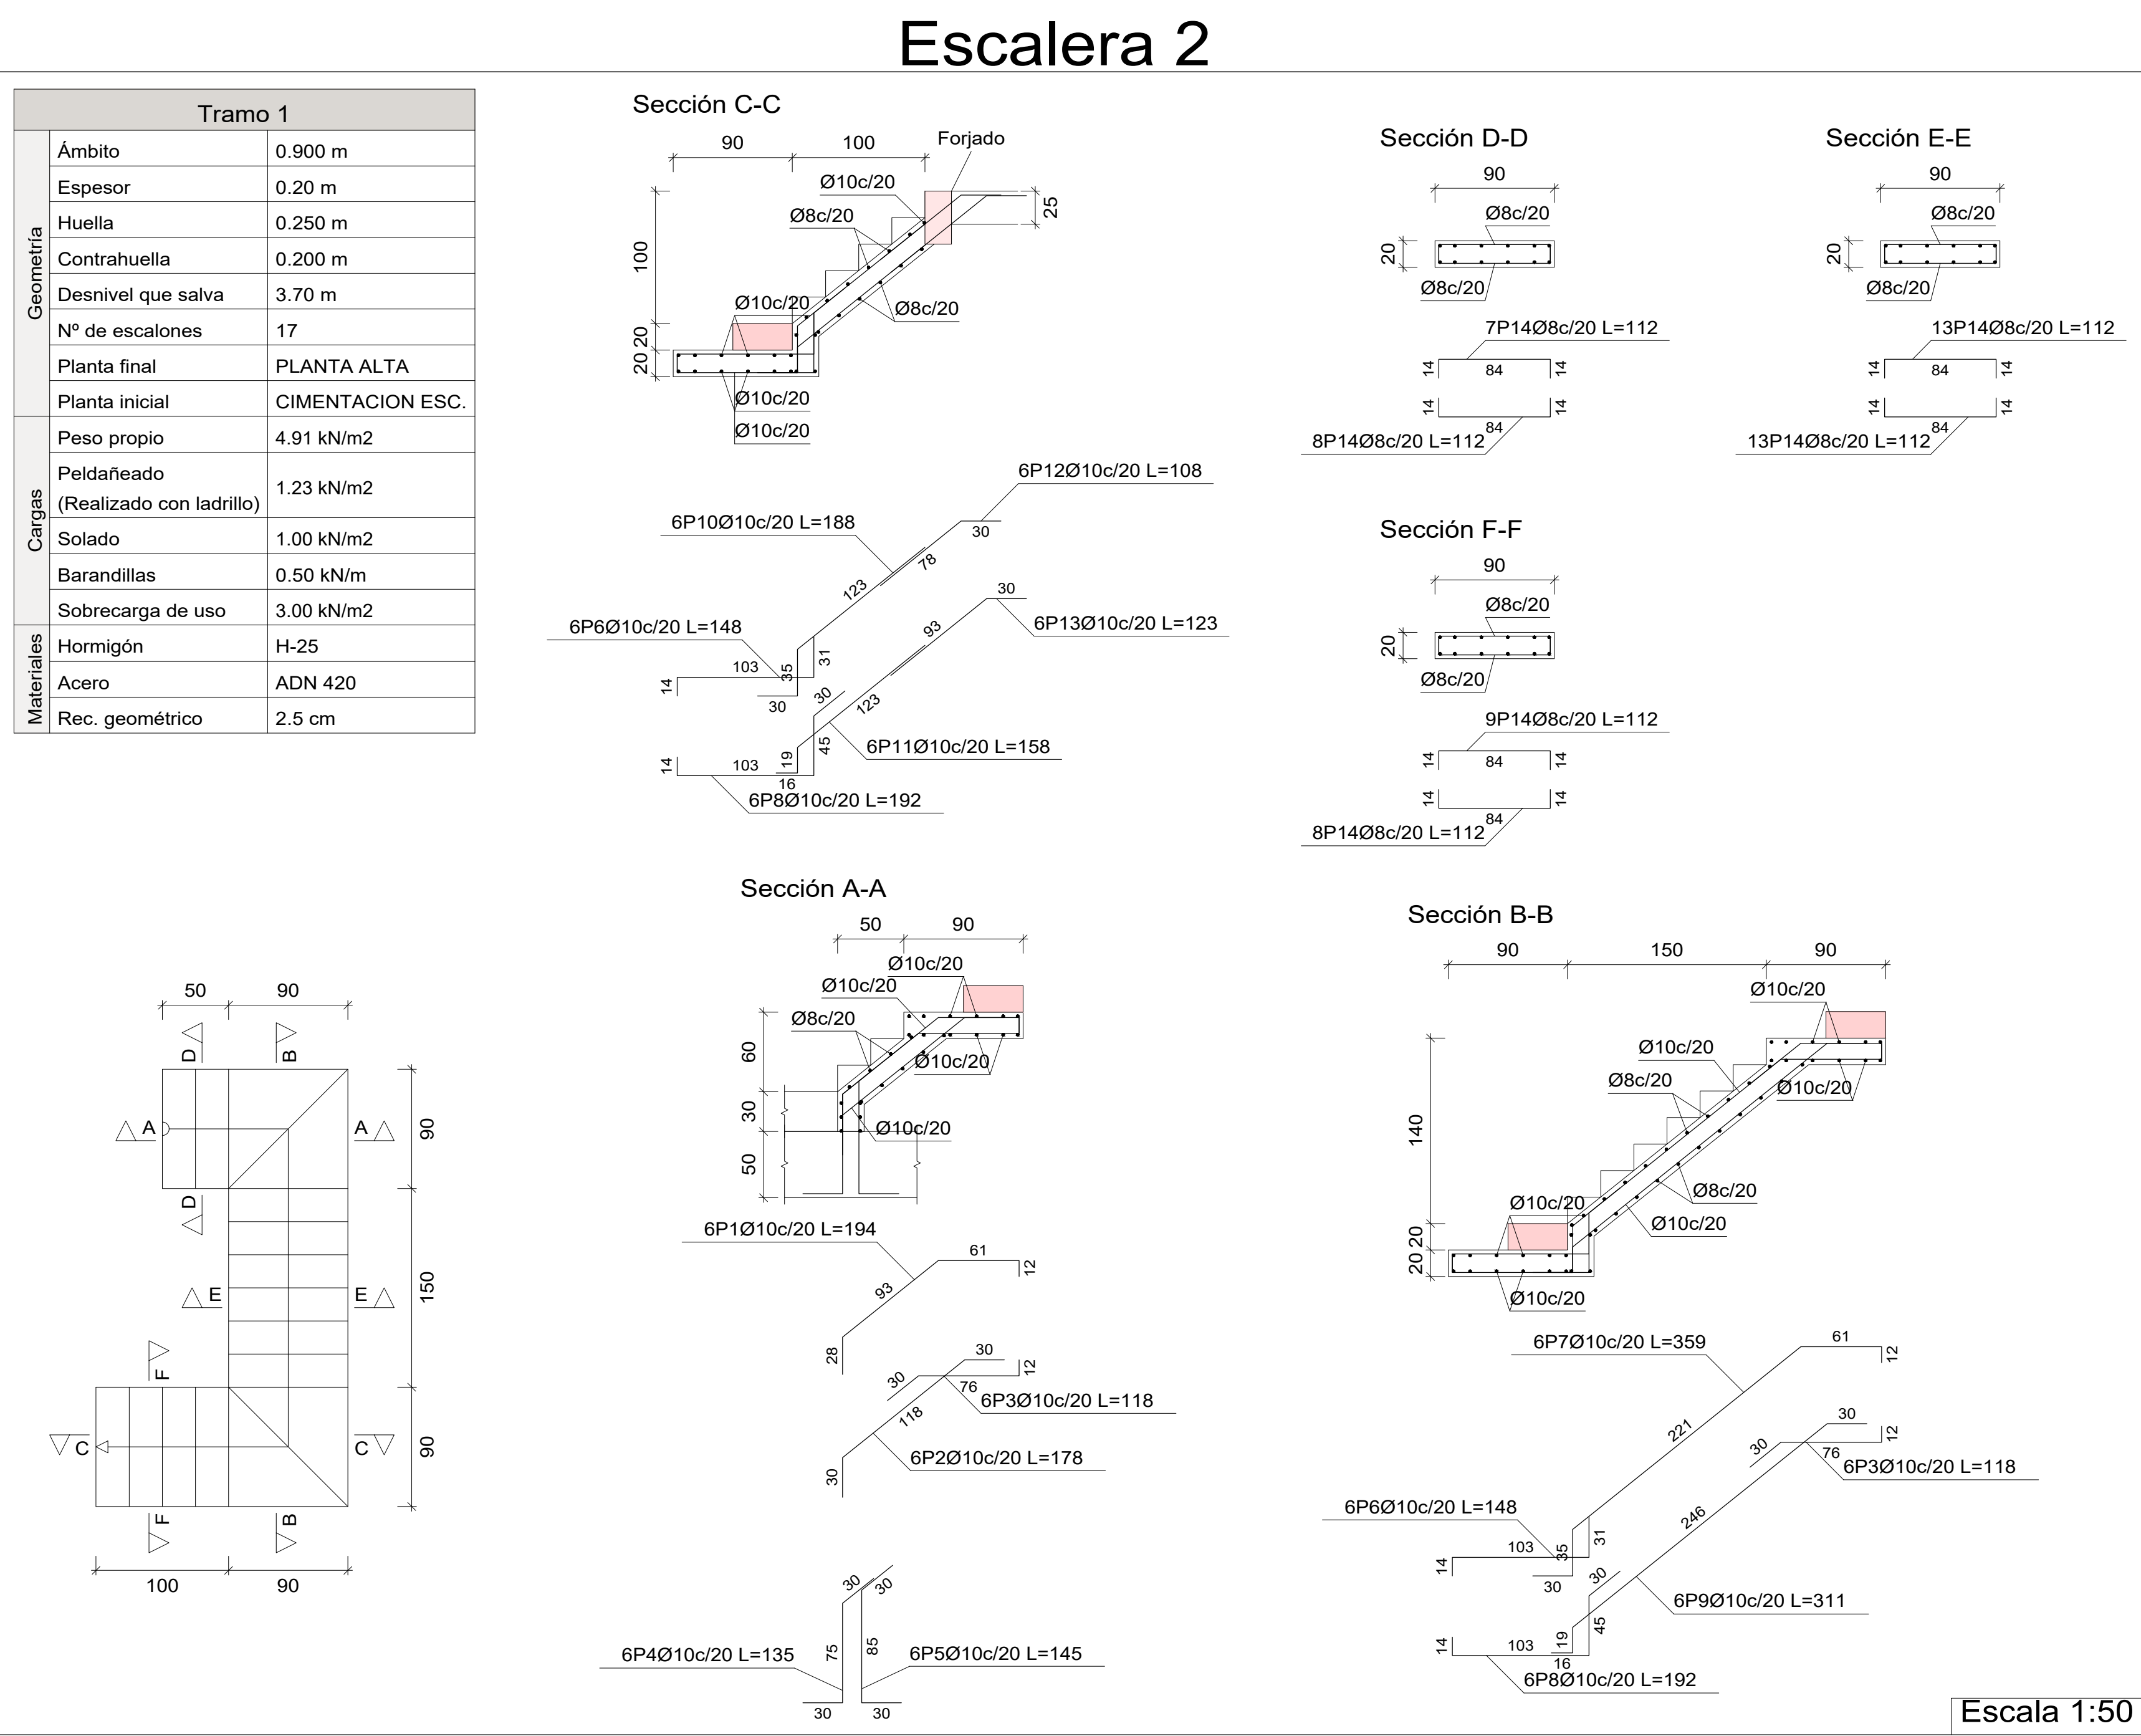 Escalera 2
Tramo 1
Geometría
Ámbito 0.900 m
Espesor 0.20 m
Huella 0.250 m
Contrahuella 0.200 m
Desnivel que salva 3.70 m
Nº de escalones 17
Planta final PLANTA ALTA
Planta inicial CIMENTACION ESC.
Cargas
Peso propio 4.91 kN/m2
Peldañeado
(Realizado con ladrillo) 1.23 kN/m2
Solado 1.00 kN/m2
Barandillas 0.50 kN/m
Sobrecarga de uso 3.00 kN/m2
Materiales
Hormigón H-25
Acero ADN 420
Rec. geométrico 2.5 cm
Sección C-C
90 100
Forjado
Ø10c/20
Ø8c/20
25
100
Ø10c/20
Ø8c/20
20
20
Ø10c/20
Ø10c/20
6P12Ø10c/20 L=108
6P10Ø10c/20 L=188
30
78
123
30
6P6Ø10c/20 L=148
93
6P13Ø10c/20 L=123
103 35 31
14
30
30
123
6P11Ø10c/20 L=158
14
103 19 45
16
6P8Ø10c/20 L=192
Sección D-D
90
Ø8c/20
20
Ø8c/20
7P14Ø8c/20 L=112
14 84 14
14 14
84
8P14Ø8c/20 L=112
Sección E-E
90
Ø8c/20
20
Ø8c/20
13P14Ø8c/20 L=112
14 84 14
14 14
84
13P14Ø8c/20 L=112
Sección F-F
90
Ø8c/20
20
Ø8c/20
9P14Ø8c/20 L=112
14 84 14
14 14
84
8P14Ø8c/20 L=112
50 90
D B
A A
90
D
E E
150
F
C C
90
F B
100 90
Sección A-A
50 90
Ø10c/20
Ø10c/20
Ø8c/20
60
Ø10c/20
30
Ø10c/20
50
6P1Ø10c/20 L=194
61
12
93
28
30
12
30
76
6P3Ø10c/20 L=118
118
6P2Ø10c/20 L=178
30
30 30
6P4Ø10c/20 L=135
75 85
6P5Ø10c/20 L=145
30 30
Sección B-B
90 150 90
Ø10c/20
Ø10c/20
Ø8c/20
Ø10c/20
140
Ø8c/20
Ø10c/20
Ø10c/20
20
20
Ø10c/20
6P7Ø10c/20 L=359
61
12
221
30
12
30
76
6P3Ø10c/20 L=118
6P6Ø10c/20 L=148
246
103 35 31
14
30
30
6P9Ø10c/20 L=311
14
103 19 45
16
6P8Ø10c/20 L=192
Escala 1:50